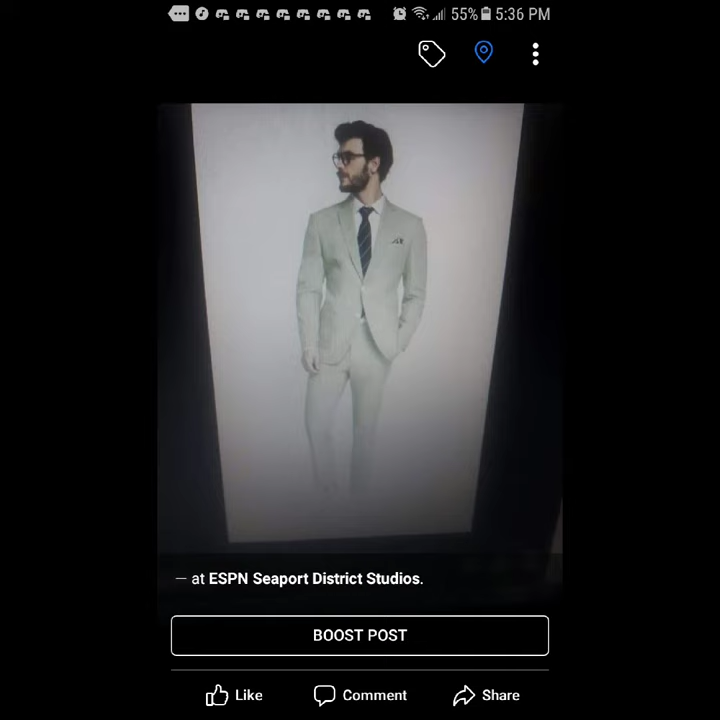 55% 5:36 PM
— at ESPN Seaport District Studios.
BOOST POST
Like Comment Share